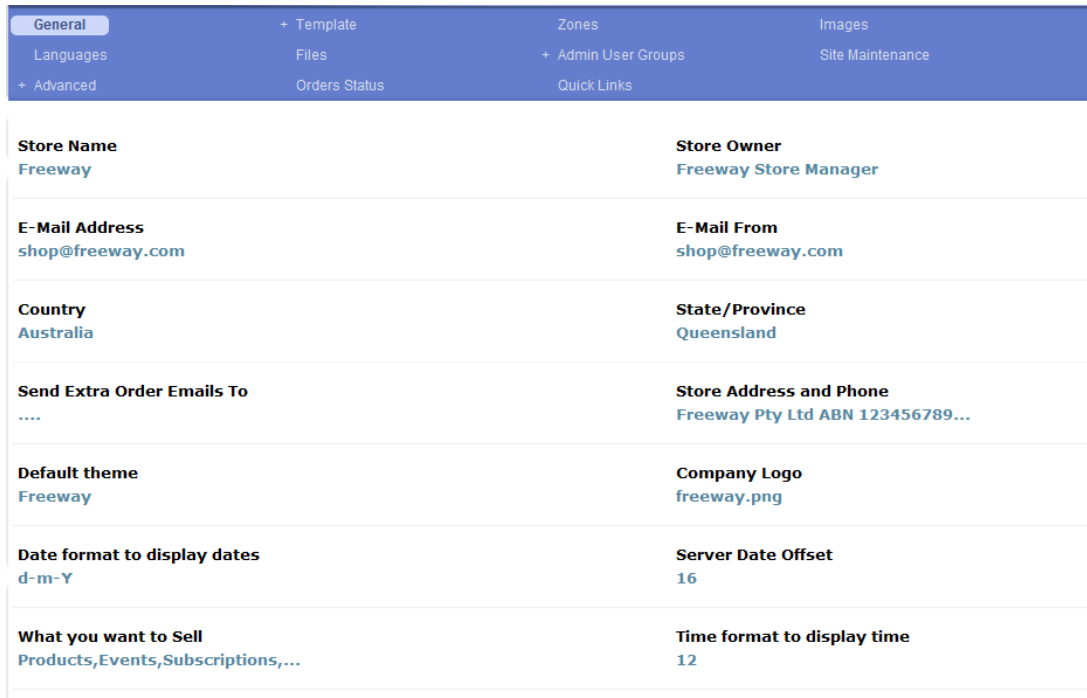 General + Template Zones Images
Languages Files + Admin User Groups Site Maintenance
+ Advanced Orders Status Quick Links
Store Name Store Owner
Freeway Freeway Store Manager
E-Mail Address E-Mail From
shop@freeway.com shop@freeway.com
Country State/Province
Australia Queensland
Send Extra Order Emails To Store Address and Phone
.... Freeway Pty Ltd ABN 123456789...
Default theme Company Logo
Freeway freeway.png
Date format to display dates Server Date Offset
d-m-Y 16
What you want to Sell Time format to display time
Products,Events,Subscriptions,... 12